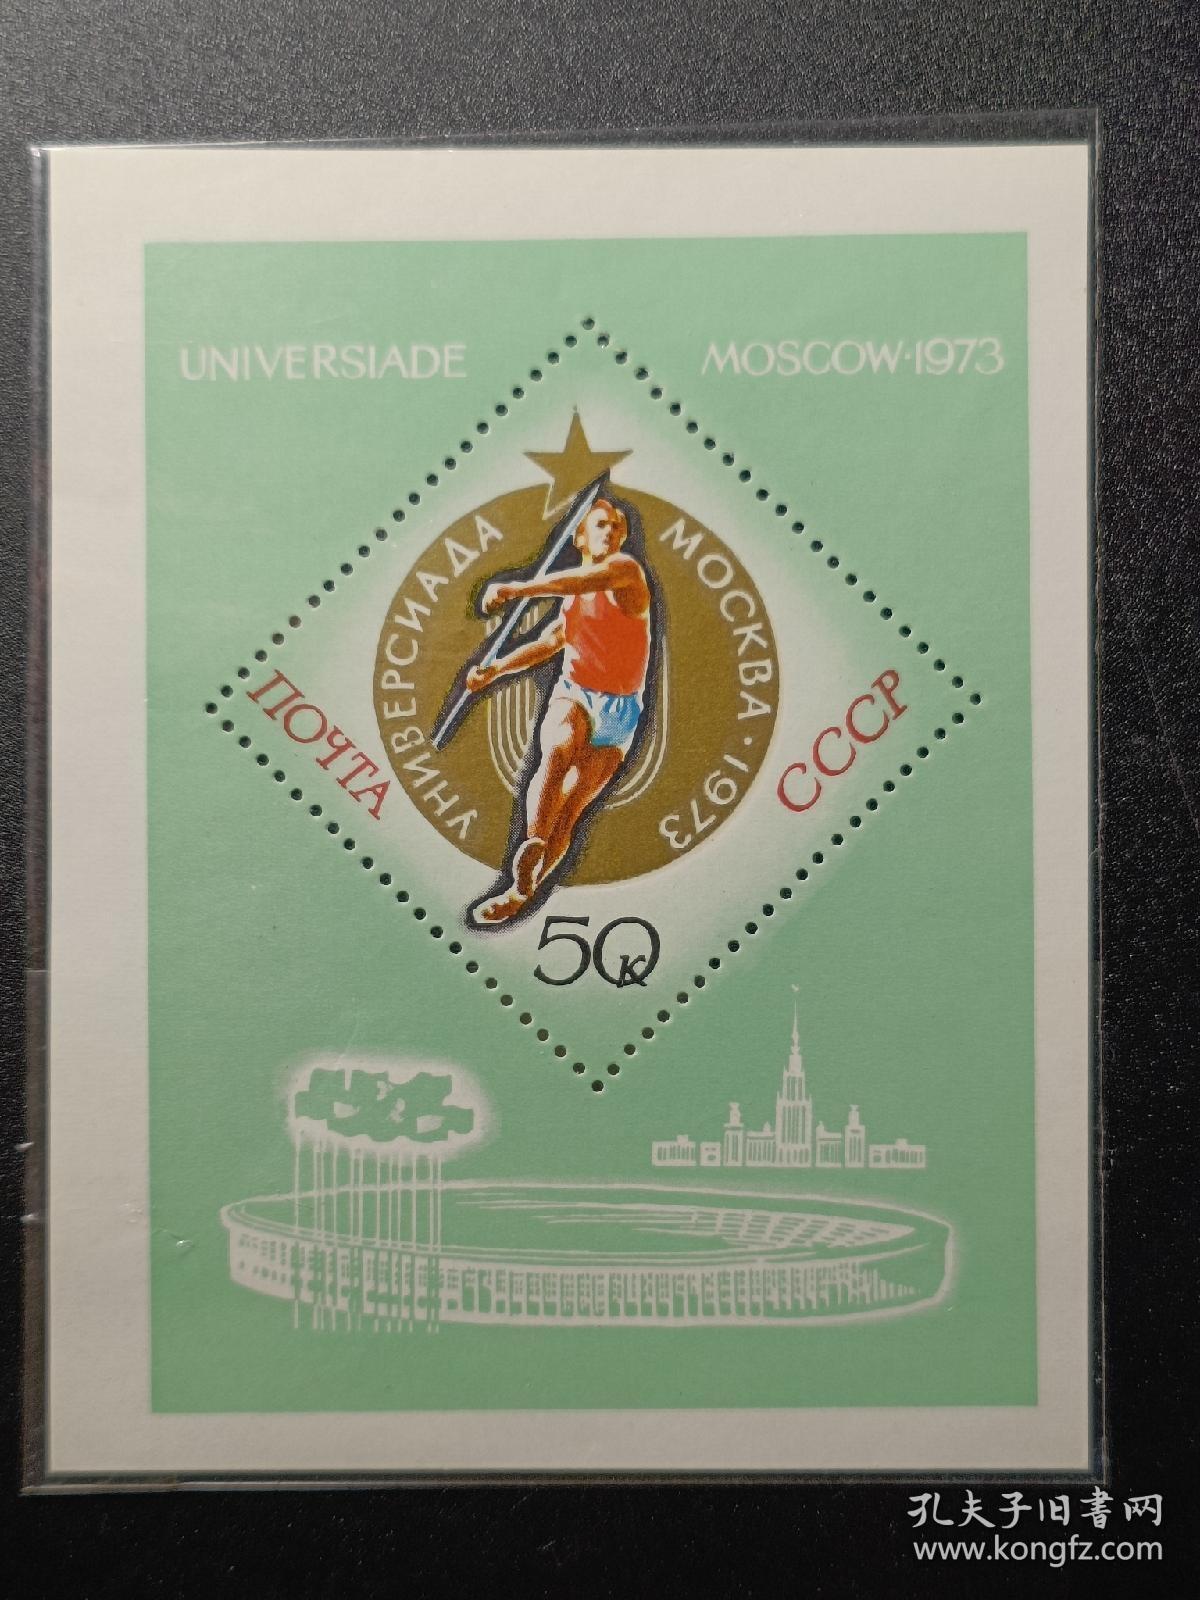 UNIVERSIADE
MOSCOW·1973
УНИВЕРСИАДА
МОСКВА·1973
ПОЧТА
СССР
50к
孔夫子旧书网
www.kongfz.com